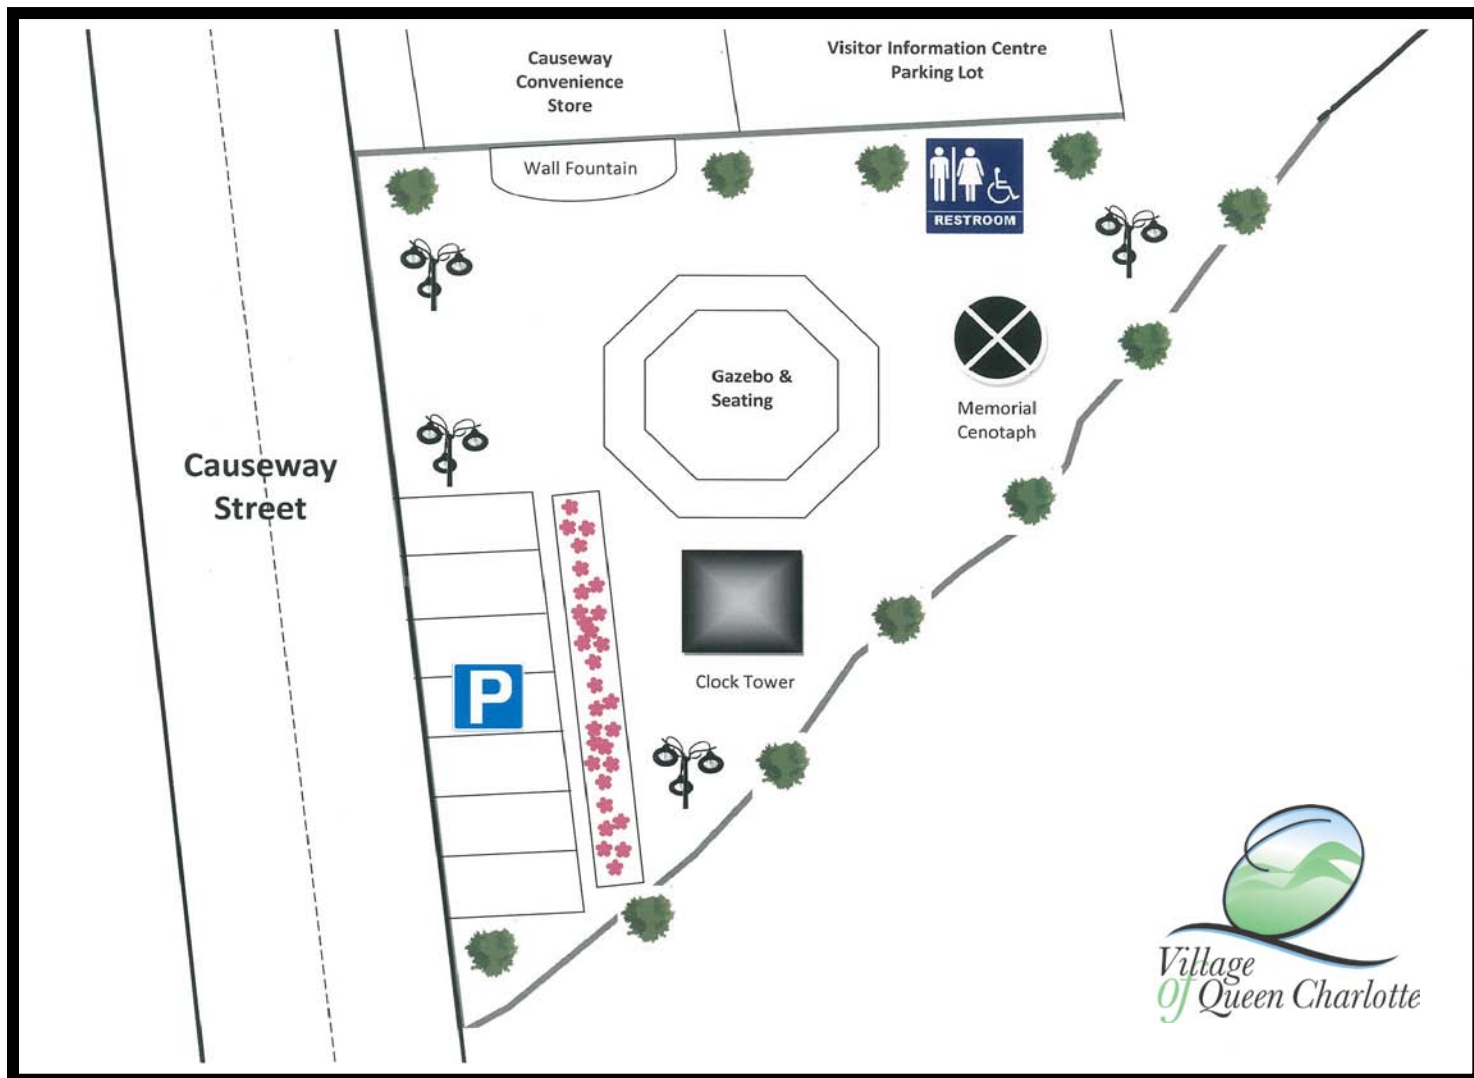 Causeway
Convenience
Store
Visitor Information Centre
Parking Lot
Wall Fountain
RESTROOM
Gazebo &
Seating
Memorial
Cenotaph
Causeway
Street
P
Clock Tower
Village
of Queen Charlotte